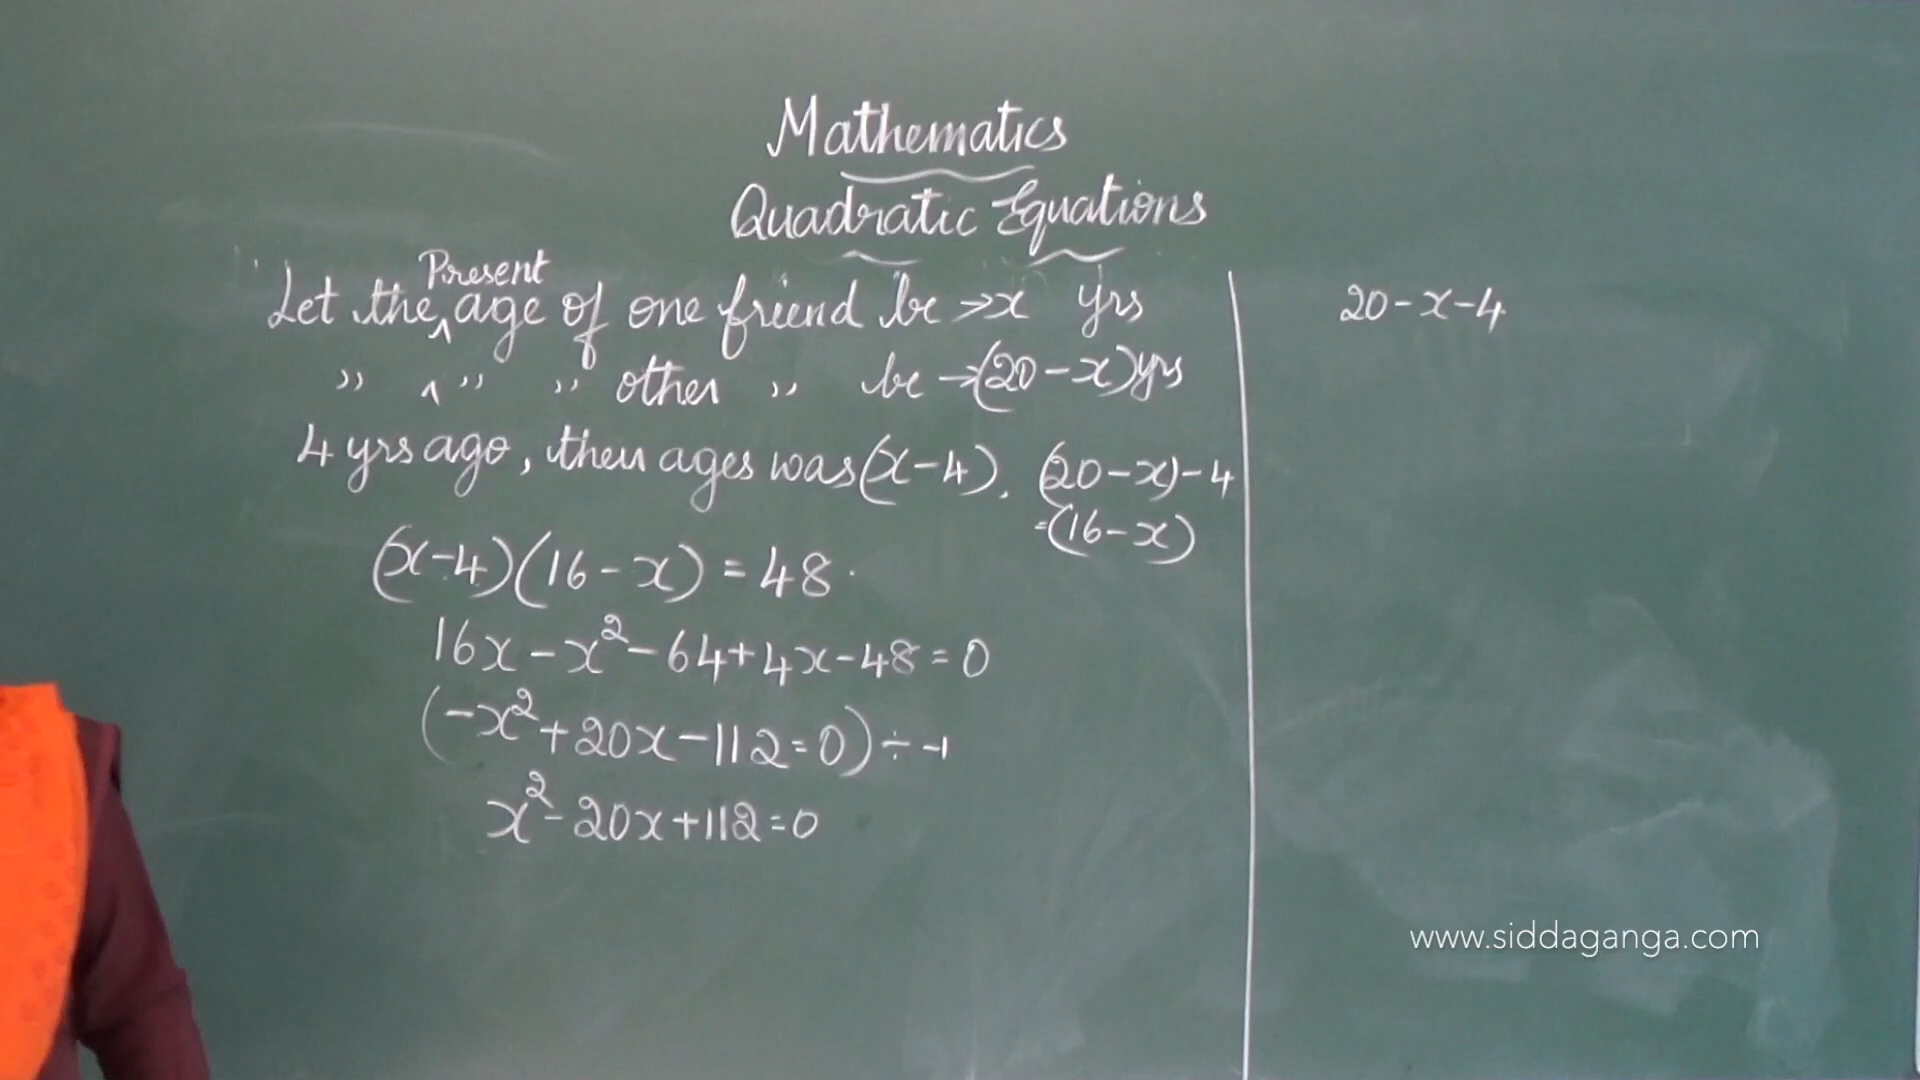 Mathematics
Quadratic Equations
Present
Let the ^ age of one friend be → x yrs
,, ^ ,, ,, other ,, be → (20 - x) yrs
4 yrs ago, their ages was (x - 4). (20 - x) - 4
= (16 - x)
(x - 4)(16 - x) = 48.
16x - x² - 64 + 4x - 48 = 0
(-x² + 20x - 112 = 0) ÷ -1
x² - 20x + 112 = 0
20 - x - 4
www.siddaganga.com